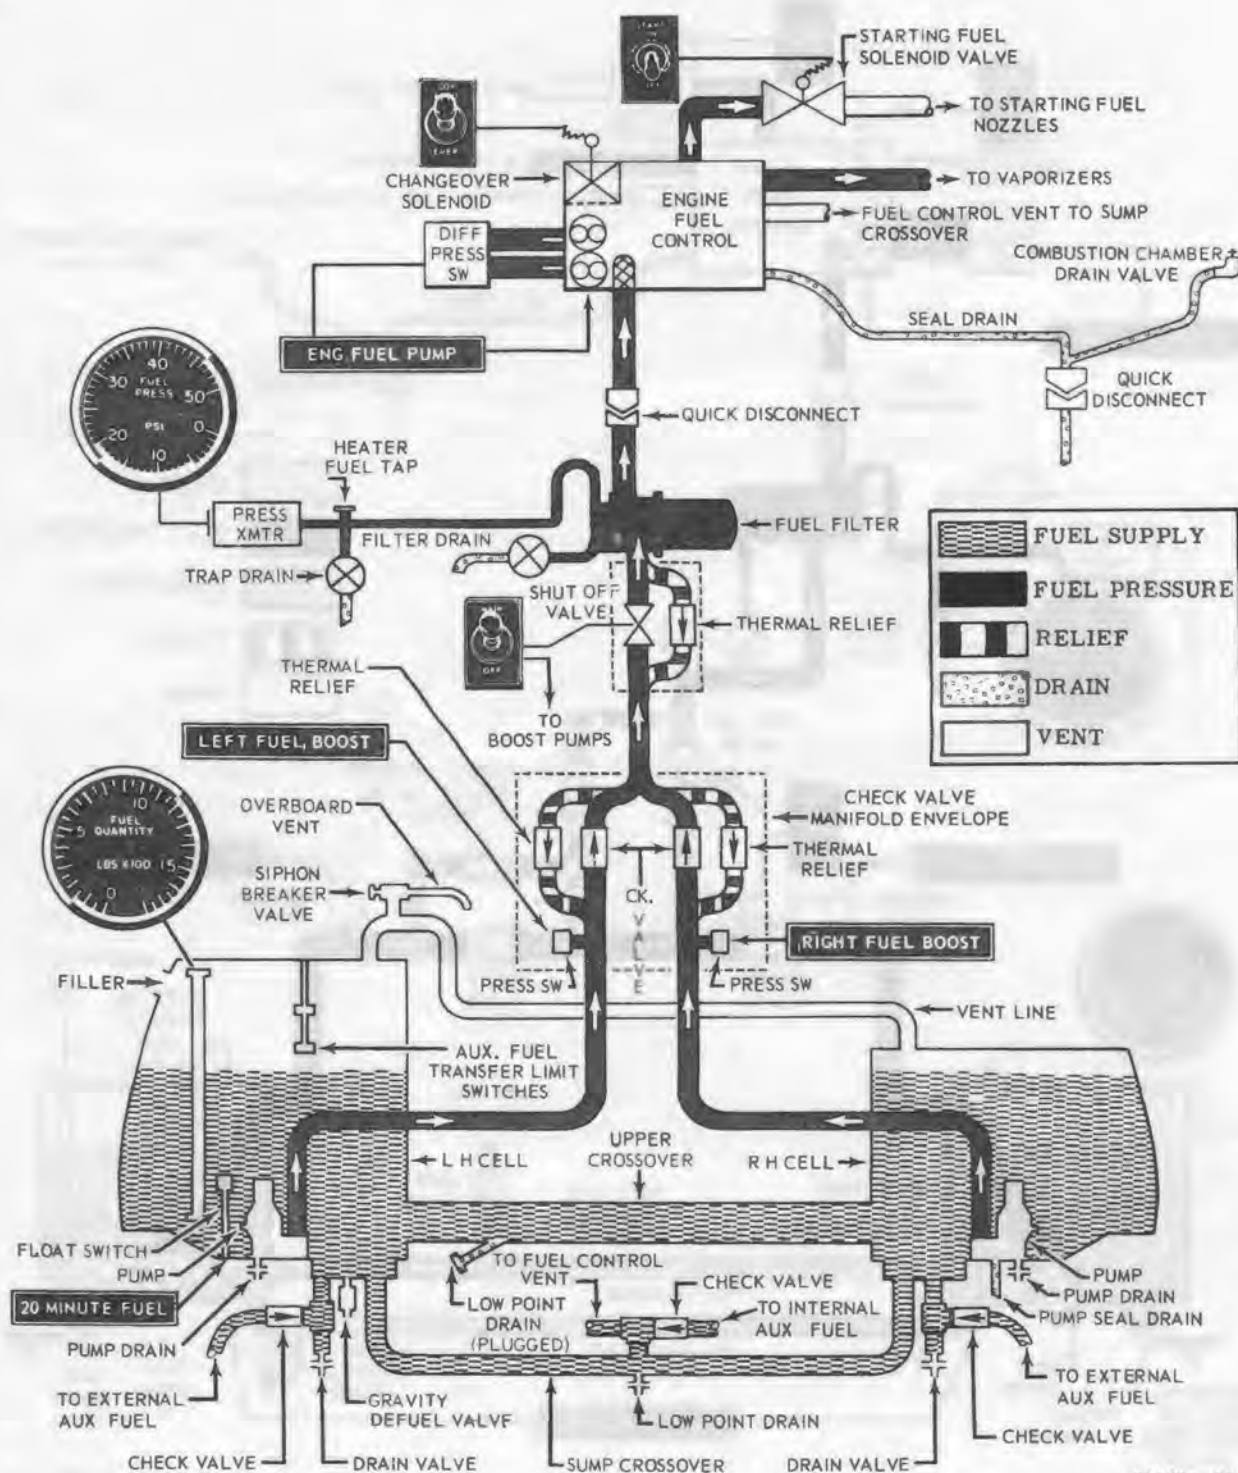 START
STARTING FUEL
SOLENOID VALVE
TO STARTING FUEL
NOZZLES
CHANGEOVER
SOLENOID
ENGINE
FUEL
CONTROL
TO VAPORIZERS
FUEL CONTROL VENT TO SUMP
CROSSOVER
DIFF
PRESS
SW
COMBUSTION CHAMBER
DRAIN VALVE
SEAL DRAIN
ENG FUEL PUMP
QUICK
DISCONNECT
40
30
50
FUEL
PRESS
PSI
0
20
10
QUICK DISCONNECT
HEATER
FUEL TAP
PRESS
XMTR
FILTER DRAIN
FUEL FILTER
TRAP DRAIN
SHUT OFF
VALVE
THERMAL RELIEF
OFF
TO
BOOST PUMPS
FUEL SUPPLY
FUEL PRESSURE
RELIEF
DRAIN
VENT
THERMAL
RELIEF
LEFT FUEL BOOST
10
FUEL
QUANTITY
5
LBS X100
15
0
OVERBOARD
VENT
SIPHON
BREAKER
VALVE
CHECK VALVE
MANIFOLD ENVELOPE
THERMAL
RELIEF
CK. VALVE
RIGHT FUEL BOOST
FILLER
PRESS SW
PRESS SW
VENT LINE
AUX. FUEL
TRANSFER LIMIT
SWITCHES
L H CELL
UPPER
CROSSOVER
R H CELL
FLOAT SWITCH
PUMP
20 MINUTE FUEL
PUMP DRAIN
TO EXTERNAL
AUX FUEL
CHECK VALVE
DRAIN VALVE
GRAVITY
DEFUEL VALVE
LOW POINT
DRAIN
(PLUGGED)
TO FUEL CONTROL
VENT
CHECK VALVE
TO INTERNAL
AUX FUEL
LOW POINT DRAIN
SUMP CROSSOVER
PUMP
PUMP DRAIN
PUMP SEAL DRAIN
TO EXTERNAL
AUX FUEL
CHECK VALVE
DRAIN VALVE